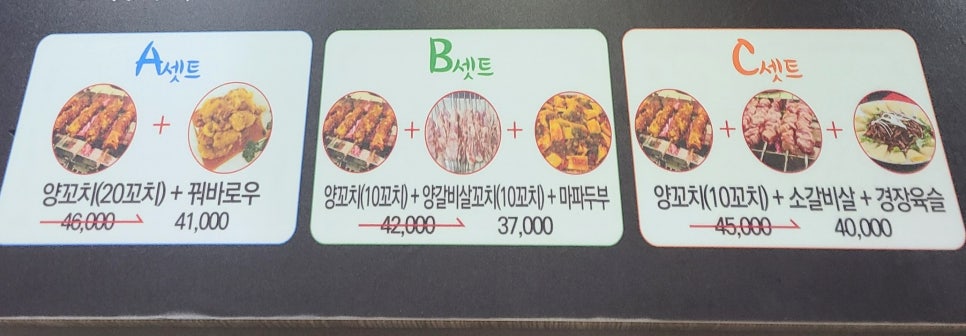 A셋트
양꼬치(20꼬치) + 꿔바로우
46,000 41,000
B셋트
양꼬치(10꼬치) + 양갈비살꼬치(10꼬치) + 마파두부
42,000 37,000
C셋트
양꼬치(10꼬치) + 소갈비살 + 경장육슬
45,000 40,000